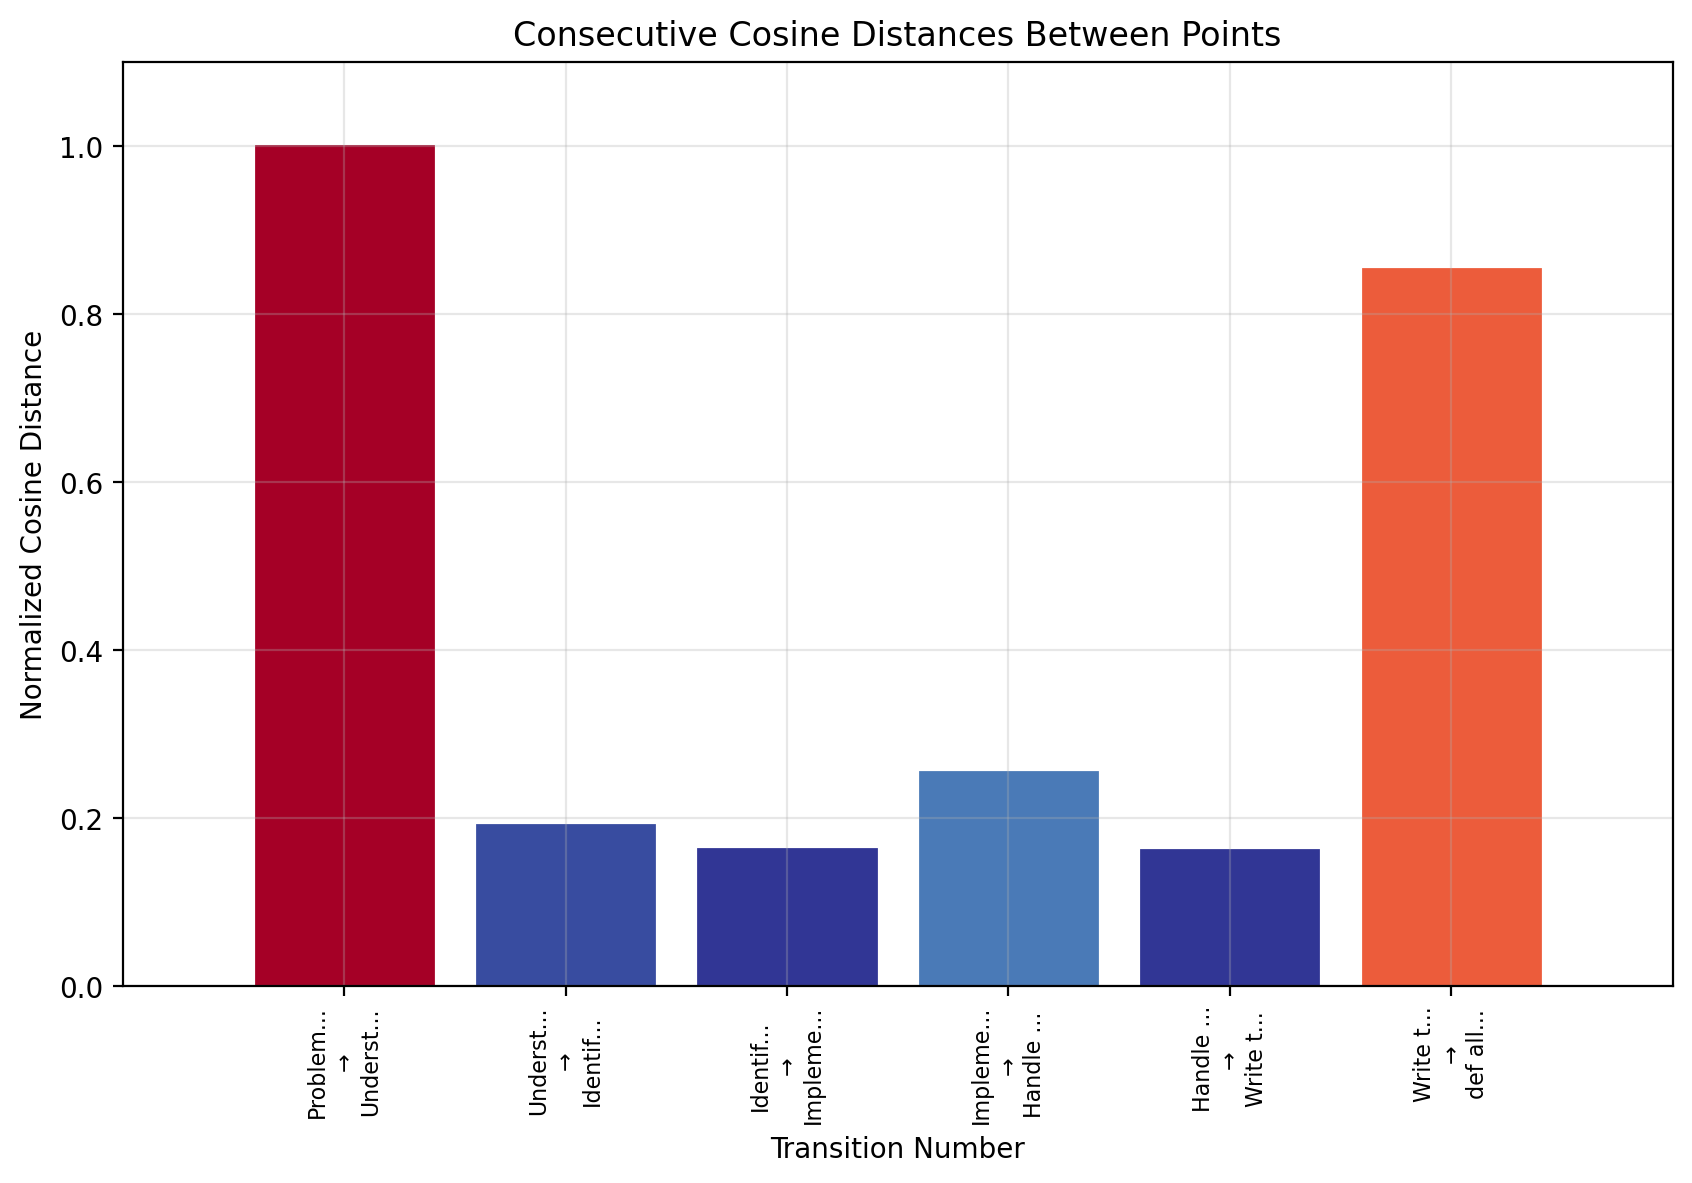 Consecutive Cosine Distances Between Points
Normalized Cosine Distance
1.0
0.8
0.6
0.4
0.2
0.0
Problem...
→
Underst...
Underst...
→
Identif...
Identif...
→
Impleme...
Impleme...
→
Handle ...
Handle ...
→
Write t...
Write t...
→
def all...
Transition Number